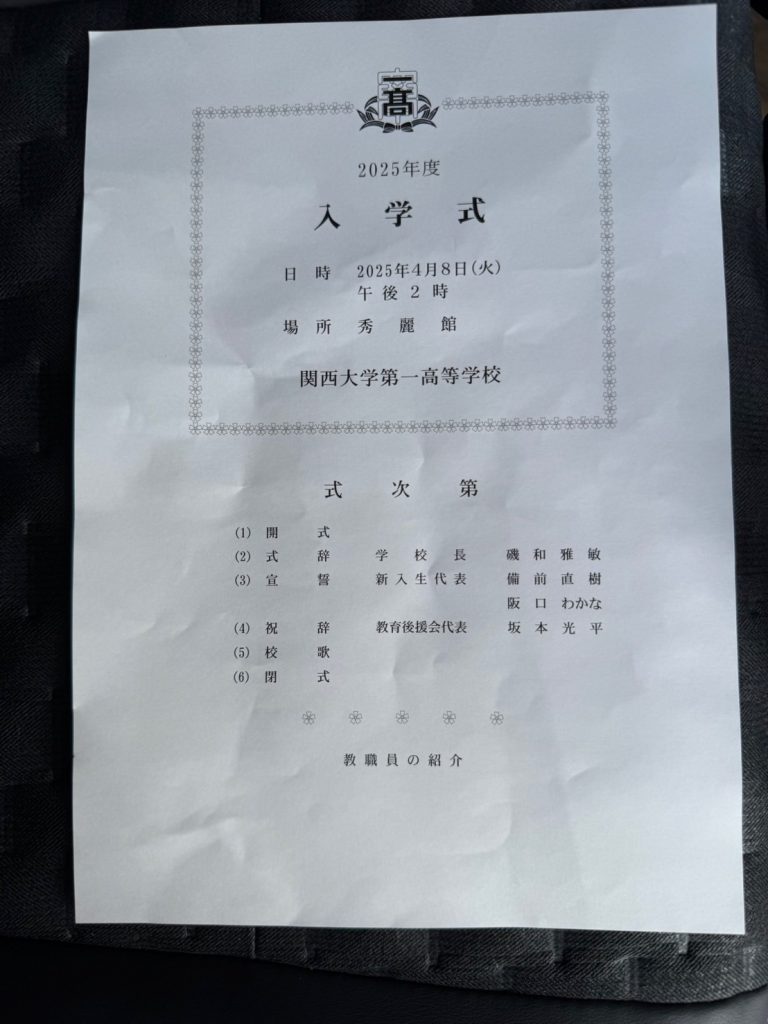 一高
2025年度
入学式
日時 2025年4月8日(火)
午後2時
場所 秀麗館
関西大学第一高等学校
式次第
(1) 開式
(2) 式辞 学校長 磯和雅敏
(3) 宣誓 新入生代表 備前直樹
阪口わかな
(4) 祝辞 教育後援会代表 坂本光平
(5) 校歌
(6) 閉式
教職員の紹介